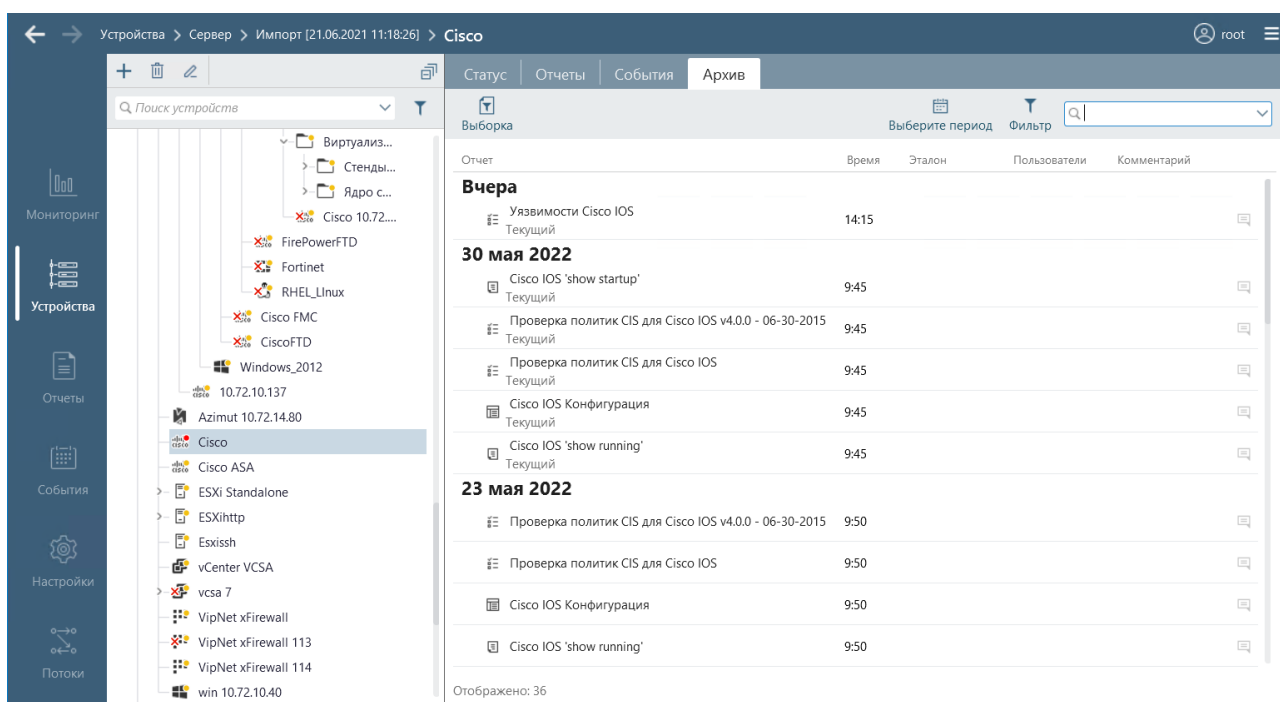 Устройства > Сервер > Импорт [21.06.2021 11:18:26] > Cisco
root
Мониторинг
Устройства
Отчеты
События
Настройки
Потоки
Поиск устройств
Виртуализ...
Стенды...
Ядро с...
Cisco 10.72....
FirePowerFTD
Fortinet
RHEL_LInux
Cisco FMC
CiscoFTD
Windows_2012
10.72.10.137
Azimut 10.72.14.80
Cisco
Cisco ASA
ESXi Standalone
ESXihttp
Esxissh
vCenter VCSA
vcsa 7
VipNet xFirewall
VipNet xFirewall 113
VipNet xFirewall 114
win 10.72.10.40
Статус Отчеты События Архив
Выборка Выберите период Фильтр
Отчет Время Эталон Пользователи Комментарий
Вчера
Уязвимости Cisco IOS 14:15
Текущий
30 мая 2022
Cisco IOS 'show startup' 9:45
Текущий
Проверка политик CIS для Cisco IOS v4.0.0 - 06-30-2015 9:45
Текущий
Проверка политик CIS для Cisco IOS 9:45
Текущий
Cisco IOS Конфигурация 9:45
Текущий
Cisco IOS 'show running' 9:45
Текущий
23 мая 2022
Проверка политик CIS для Cisco IOS v4.0.0 - 06-30-2015 9:50
Проверка политик CIS для Cisco IOS 9:50
Cisco IOS Конфигурация 9:50
Cisco IOS 'show running' 9:50
Отображено: 36